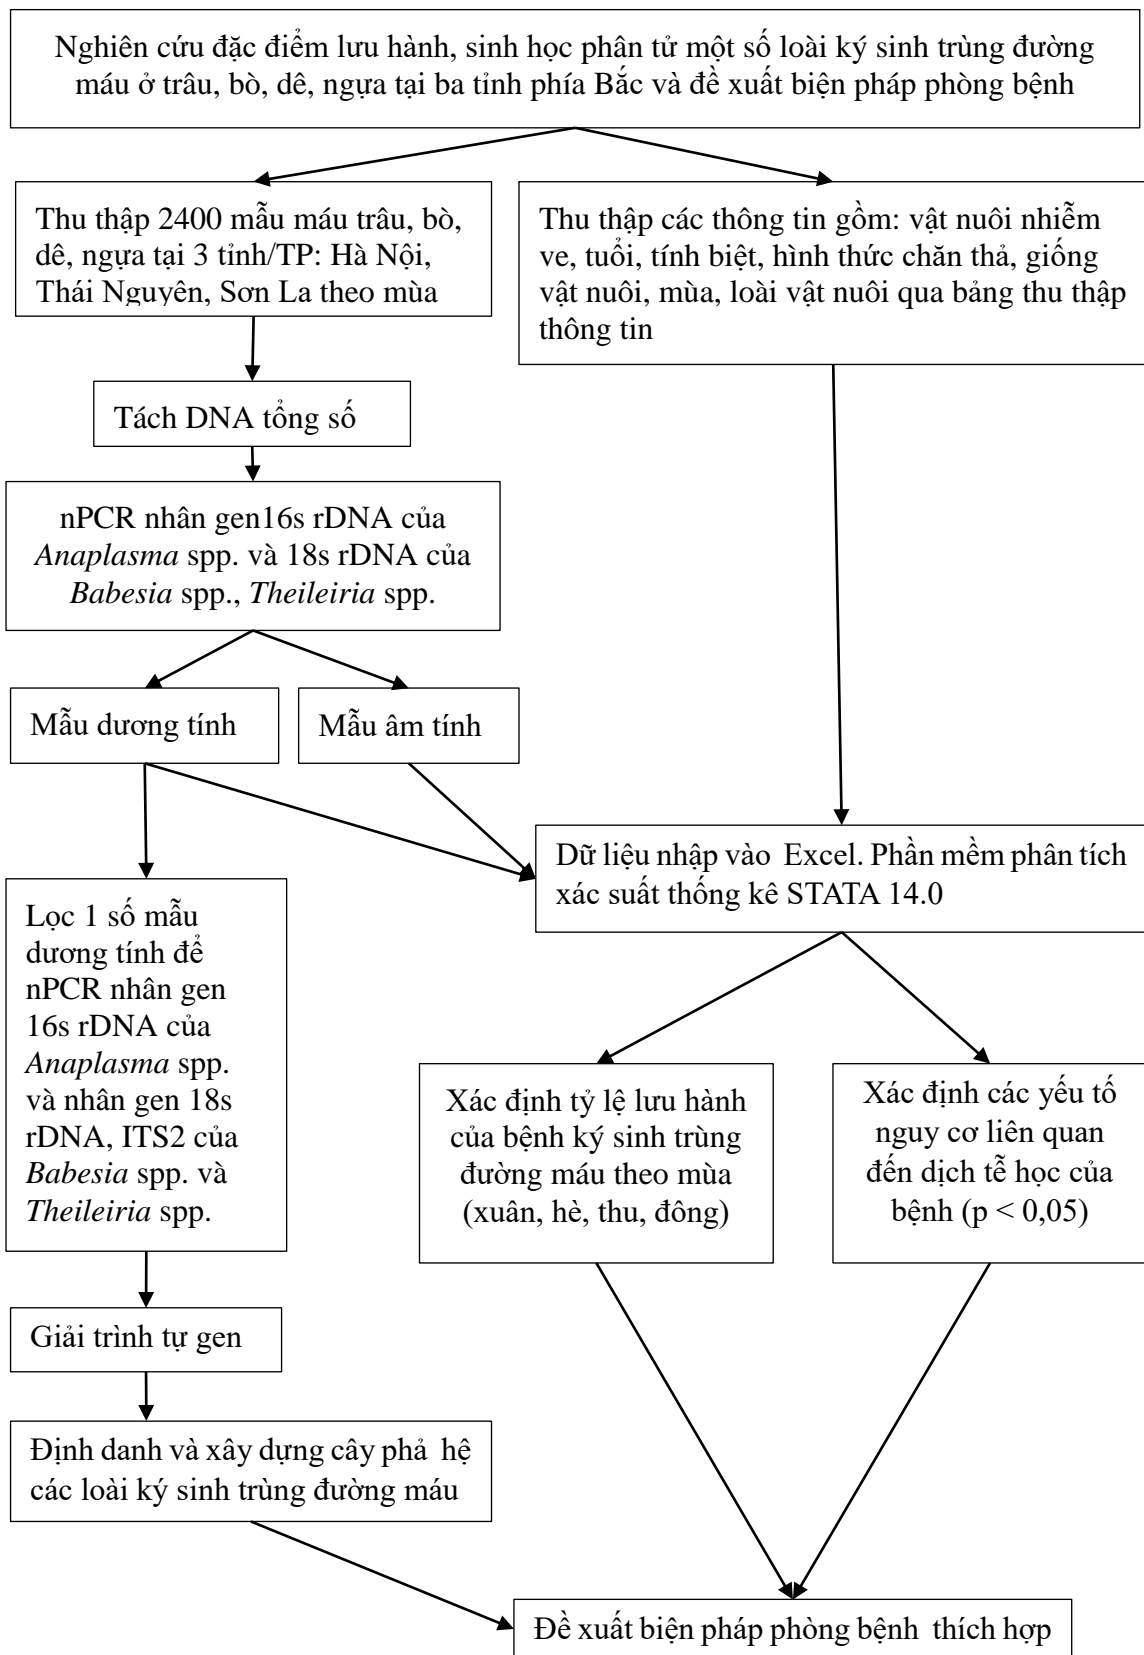 Nghiên cứu đặc điểm lưu hành, sinh học phân tử một số loài ký sinh trùng đường
máu ở trâu, bò, dê, ngựa tại ba tỉnh phía Bắc và đề xuất biện pháp phòng bệnh
Thu thập 2400 mẫu máu trâu, bò,
dê, ngựa tại 3 tỉnh/TP: Hà Nội,
Thái Nguyên, Sơn La theo mùa
Thu thập các thông tin gồm: vật nuôi nhiễm
ve, tuổi, tính biệt, hình thức chăn thả, giống
vật nuôi, mùa, loài vật nuôi qua bảng thu thập
thông tin
Tách DNA tổng số
nPCR nhân gen16s rDNA của
Anaplasma spp. và 18s rDNA của
Babesia spp., Theileiria spp.
Mẫu dương tính
Mẫu âm tính
Dữ liệu nhập vào Excel. Phần mềm phân tích
xác suất thống kê STATA 14.0
Lọc 1 số mẫu
dương tính để
nPCR nhân gen
16s rDNA của
Anaplasma spp.
và nhân gen 18s
rDNA, ITS2 của
Babesia spp. và
Theileiria spp.
Xác định tỷ lệ lưu hành
của bệnh ký sinh trùng
đường máu theo mùa
(xuân, hè, thu, đông)
Xác định các yếu tố
nguy cơ liên quan
đến dịch tễ học của
bệnh (p < 0,05)
Giải trình tự gen
Định danh và xây dựng cây phả hệ
các loài ký sinh trùng đường máu
Đề xuất biện pháp phòng bệnh thích hợp